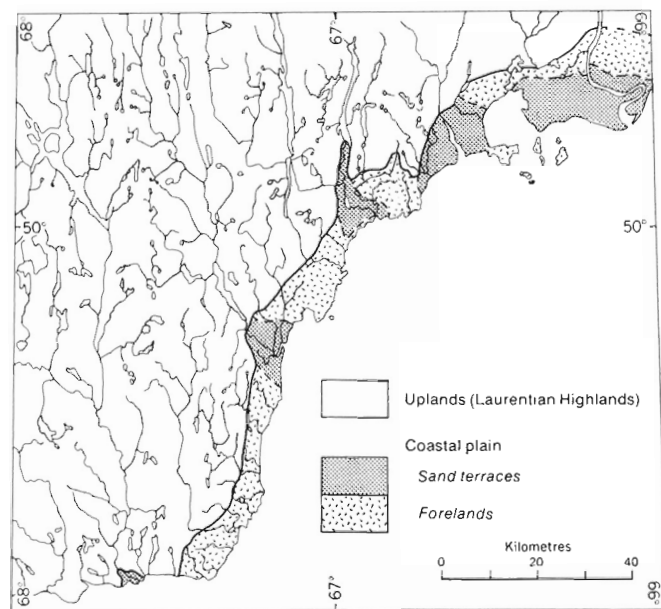 68°
67°
66°
50°
50°
Uplands (Laurentian Highlands)
Coastal plain
Sand terraces
Forelands
Kilometres
0 20 40
68°
67°
66°